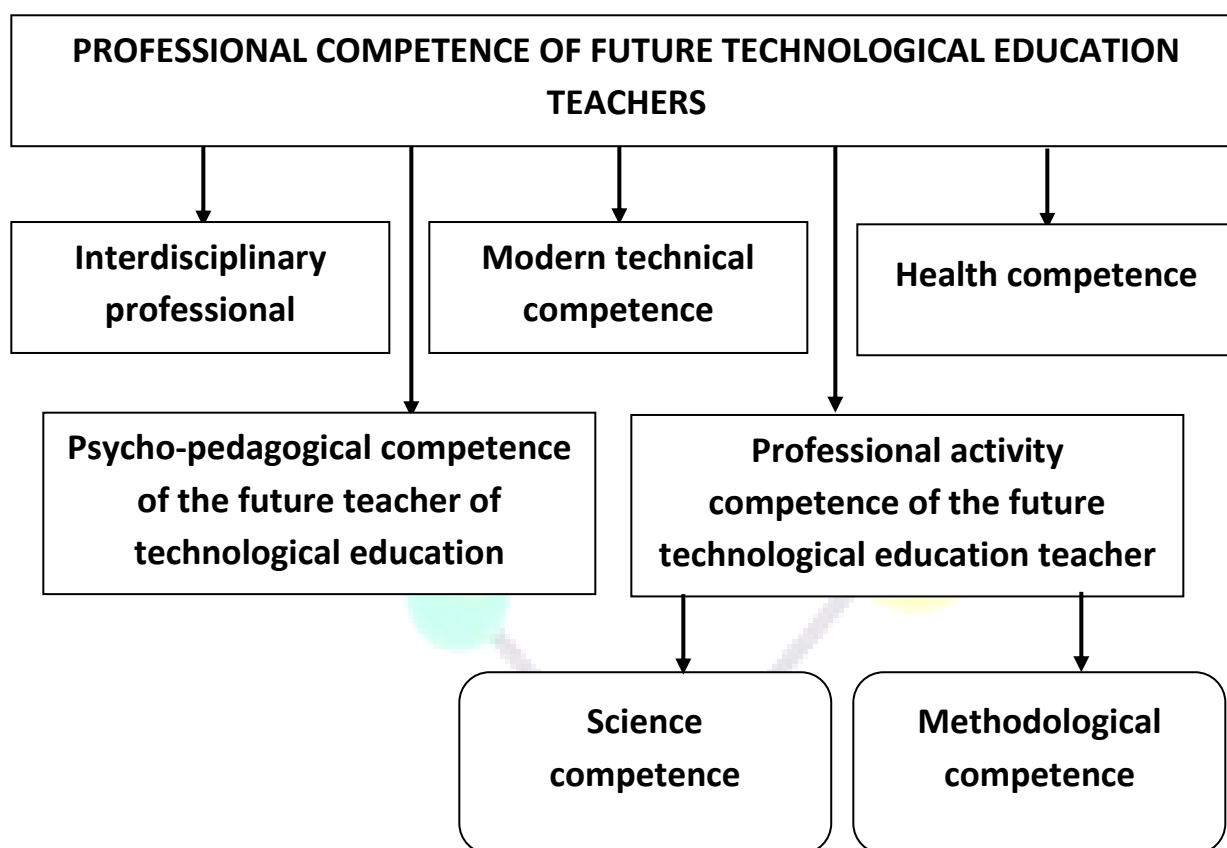 PROFESSIONAL COMPETENCE OF FUTURE TECHNOLOGICAL EDUCATION
TEACHERS
Interdisciplinary
professional
Modern technical
competence
Health competence
Psycho-pedagogical competence
of the future teacher of
technological education
Professional activity
competence of the future
technological education teacher
Science
competence
Methodological
competence